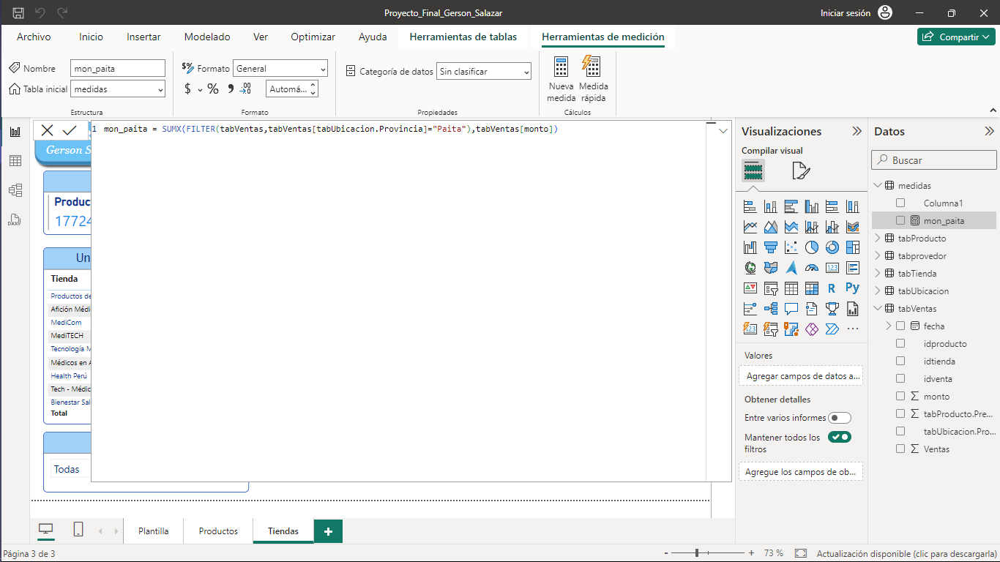 Proyecto_Final_Gerson_Salazar
Iniciar sesión
Archivo Inicio Insertar Modelado Ver Optimizar Ayuda Herramientas de tablas Herramientas de medición
Compartir
Nombre mon_paita
Tabla inicial medidas
Estructura
Formato General
Automá...
Formato
Categoría de datos Sin clasificar
Propiedades
Nueva medida
Medida rápida
Cálculos
1 mon_paita = SUMX(FILTER(tabVentas,tabVentas[tabUbicacion.Provincia]="Paita"),tabVentas[monto])
Gerson S
Produc
17724
Un
Tienda
Productos de
Afición Médi
MediCom
MediTECH
Tecnología M
Médicos en A
Health Perú
Tech - Médic
Bienestar Sal
Total
Todas
Visualizaciones
Compilar visual
123
R
Py
123
Valores
Agregar campos de datos a...
Obtener detalles
Entre varios informes
Mantener todos los
filtros
Agregue los campos de ob...
Datos
Buscar
medidas
Columna1
mon_paita
tabProducto
tabprovedor
tabTienda
tabUbicacion
tabVentas
fecha
idproducto
idtienda
idventa
monto
tabProducto.Pre...
tabUbicacion.Pro...
Ventas
DAX
Plantilla Productos Tiendas +
Página 3 de 3
- + 73 %
Actualización disponible (clic para descargarla)